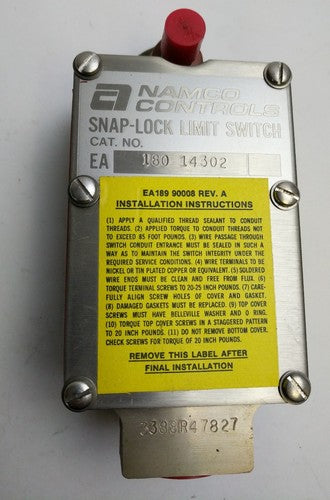 a NAMCO
CONTROLS
SNAP-LOCK LIMIT SWITCH
CAT. NO.
EA 180 14302
EA189 90008 REV. A
INSTALLATION INSTRUCTIONS
(1) APPLY A QUALIFIED THREAD SEALANT TO CONDUIT
THREADS. (2) APPLIED TORQUE TO CONDUIT THREADS NOT
TO EXCEED 85 FOOT POUNDS. (3) WIRE PASSAGE THROUGH
SWITCH CONDUIT ENTRANCE MUST BE SEALED IN SUCH A
WAY AS TO MAINTAIN THE SWITCH INTEGRITY UNDER THE
REQUIRED SERVICE CONDITIONS. (4) WIRE TERMINALS TO BE
NICKEL OR TIN PLATED COPPER OR EQUIVALENT. (5) SOLDERED
WIRE ENDS MUST BE CLEAN AND FREE FROM FLUX. (6)
TORQUE TERMINAL SCREWS TO 20-25 INCH POUNDS. (7) CARE-
FULLY ALIGN SCREW HOLES OF COVER AND GASKET.
(8) DAMAGED GASKETS MUST BE REPLACED. (9) TOP COVER
SCREWS MUST HAVE BELLEVILLE WASHER AND O RING.
(10) TORQUE TOP COVER SCREWS IN A STAGGERED PATTERN
TO 20 INCH POUNDS. (11) DO NOT REMOVE BOTTOM COVER.
CHECK SCREWS FOR TORQUE OF 20 INCH POUNDS.
REMOVE THIS LABEL AFTER
FINAL INSTALLATION
3388R47827